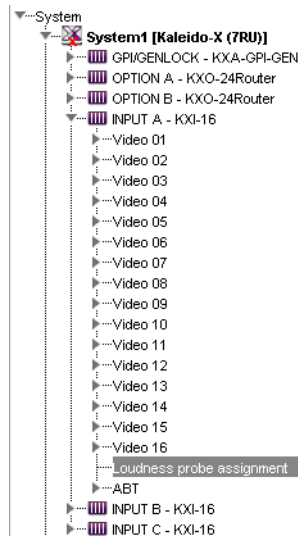 System
System1 [Kaleido-X (7RU)]
GPI/GENLOCK - KXA-GPI-GEN
OPTION A - KXO-24Router
OPTION B - KXO-24Router
INPUT A - KXI-16
Video 01
Video 02
Video 03
Video 04
Video 05
Video 06
Video 07
Video 08
Video 09
Video 10
Video 11
Video 12
Video 13
Video 14
Video 15
Video 16
Loudness probe assignment
ABT
INPUT B - KXI-16
INPUT C - KXI-16